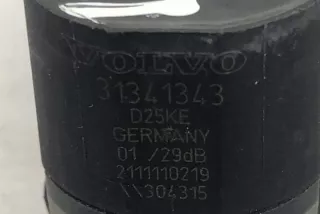 VOLVO
31341343
D25KE
GERMANY
01 /29dB
2111110219
\\304315